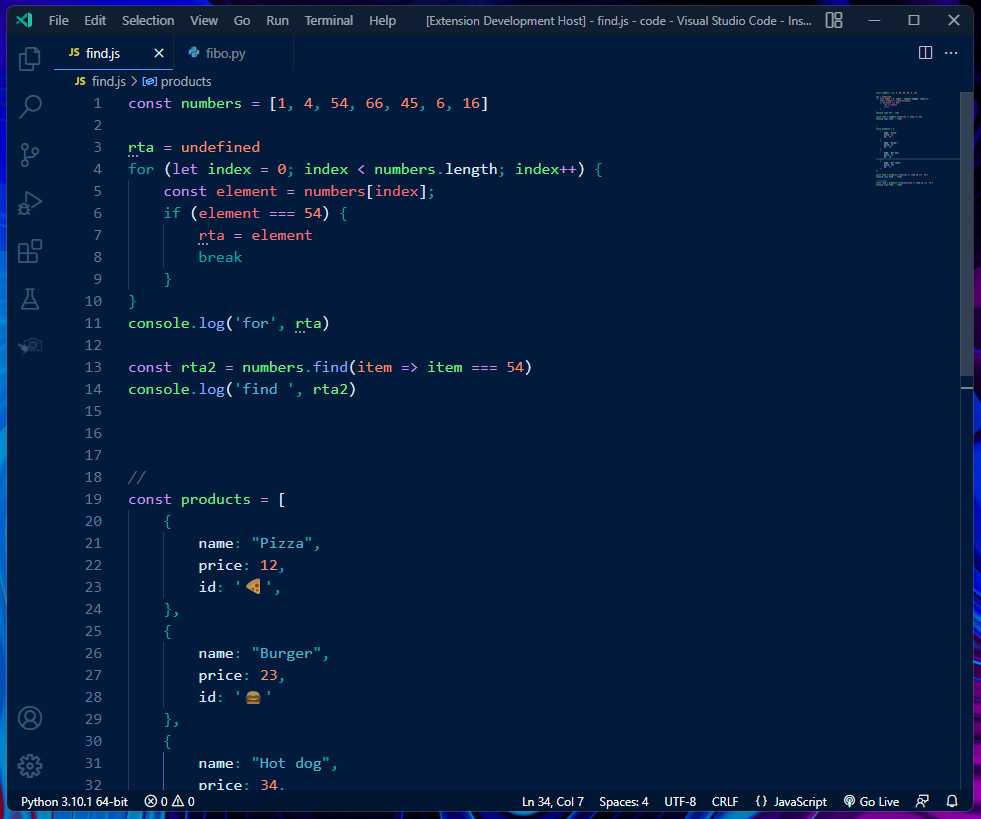 File Edit Selection View Go Run Terminal Help [Extension Development Host] - find.js - code - Visual Studio Code - Ins...
JS find.js fibo.py
JS find.js > products
1 const numbers = [1, 4, 54, 66, 45, 6, 16]
2
3 rta = undefined
4 for (let index = 0; index < numbers.length; index++) {
5 const element = numbers[index];
6 if (element === 54) {
7 rta = element
8 break
9 }
10 }
11 console.log('for', rta)
12
13 const rta2 = numbers.find(item => item === 54)
14 console.log('find ', rta2)
15
16
17
18 //
19 const products = [
20 {
21 name: "Pizza",
22 price: 12,
23 id: '🍕',
24 },
25 {
26 name: "Burger",
27 price: 23,
28 id: '🍔'
29 },
30 {
31 name: "Hot dog",
32 price: 34,
Python 3.10.1 64-bit 0 0 Ln 34, Col 7 Spaces: 4 UTF-8 CRLF {} JavaScript Go Live